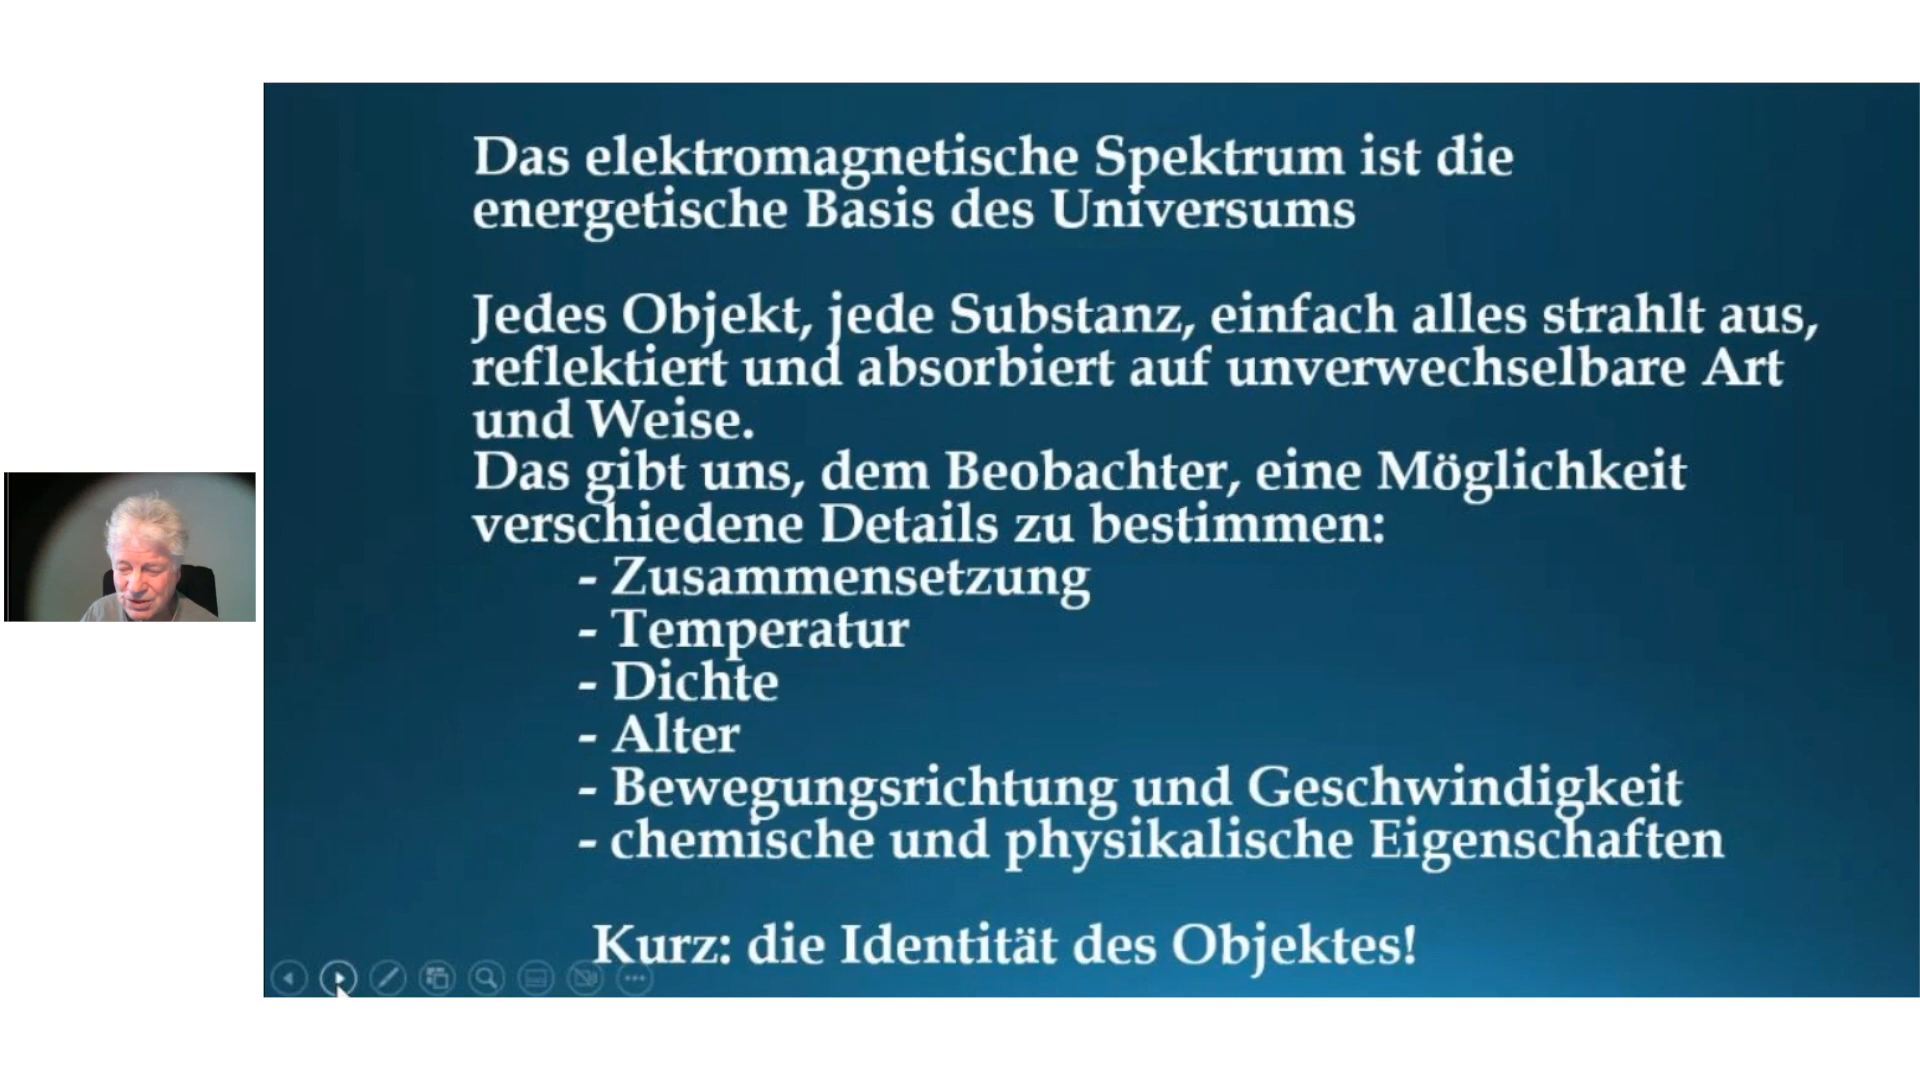 Das elektromagnetische Spektrum ist die
energetische Basis des Universums
Jedes Objekt, jede Substanz, einfach alles strahlt aus,
reflektiert und absorbiert auf unverwechselbare Art
und Weise.
Das gibt uns, dem Beobachter, eine Möglichkeit
verschiedene Details zu bestimmen:
- Zusammensetzung
- Temperatur
- Dichte
- Alter
- Bewegungsrichtung und Geschwindigkeit
- chemische und physikalische Eigenschaften
Kurz: die Identität des Objektes!